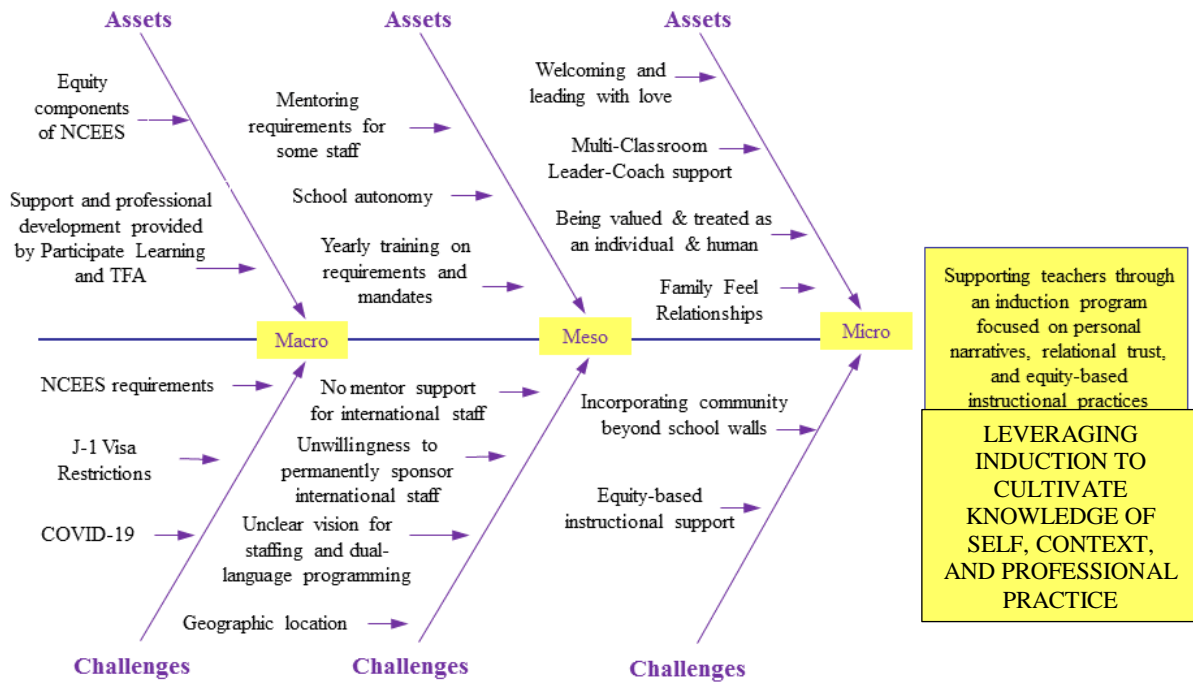 Assets
Assets
Assets
Equity
components
of NCEES
Support and professional
development provided
by Participate Learning
and TFA
Mentoring
requirements for
some staff
School autonomy
Yearly training on
requirements and
mandates
Welcoming and
leading with love
Multi-Classroom
Leader-Coach support
Being valued & treated as
an individual & human
Family Feel
Relationships
Macro
Meso
Micro
Supporting teachers through
an induction program
focused on personal
narratives, relational trust,
and equity-based
instructional practices
LEVERAGING
INDUCTION TO
CULTIVATE
KNOWLEDGE OF
SELF, CONTEXT,
AND PROFESSIONAL
PRACTICE
NCEES requirements
J-1 Visa
Restrictions
COVID-19
No mentor support
for international staff
Unwillingness to
permanently sponsor
international staff
Unclear vision for
staffing and dual-
language programming
Geographic location
Incorporating community
beyond school walls
Equity-based
instructional support
Challenges
Challenges
Challenges